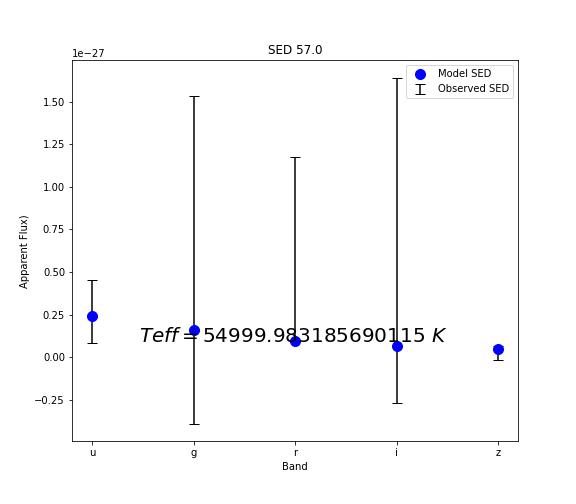 SED 57.0
1e−27
Model SED
Observed SED
1.50
1.25
1.00
0.75
0.50
0.25
0.00
−0.25
Apparent Flux)
Teff = 54999.983185690115 K
u g r i z
Band